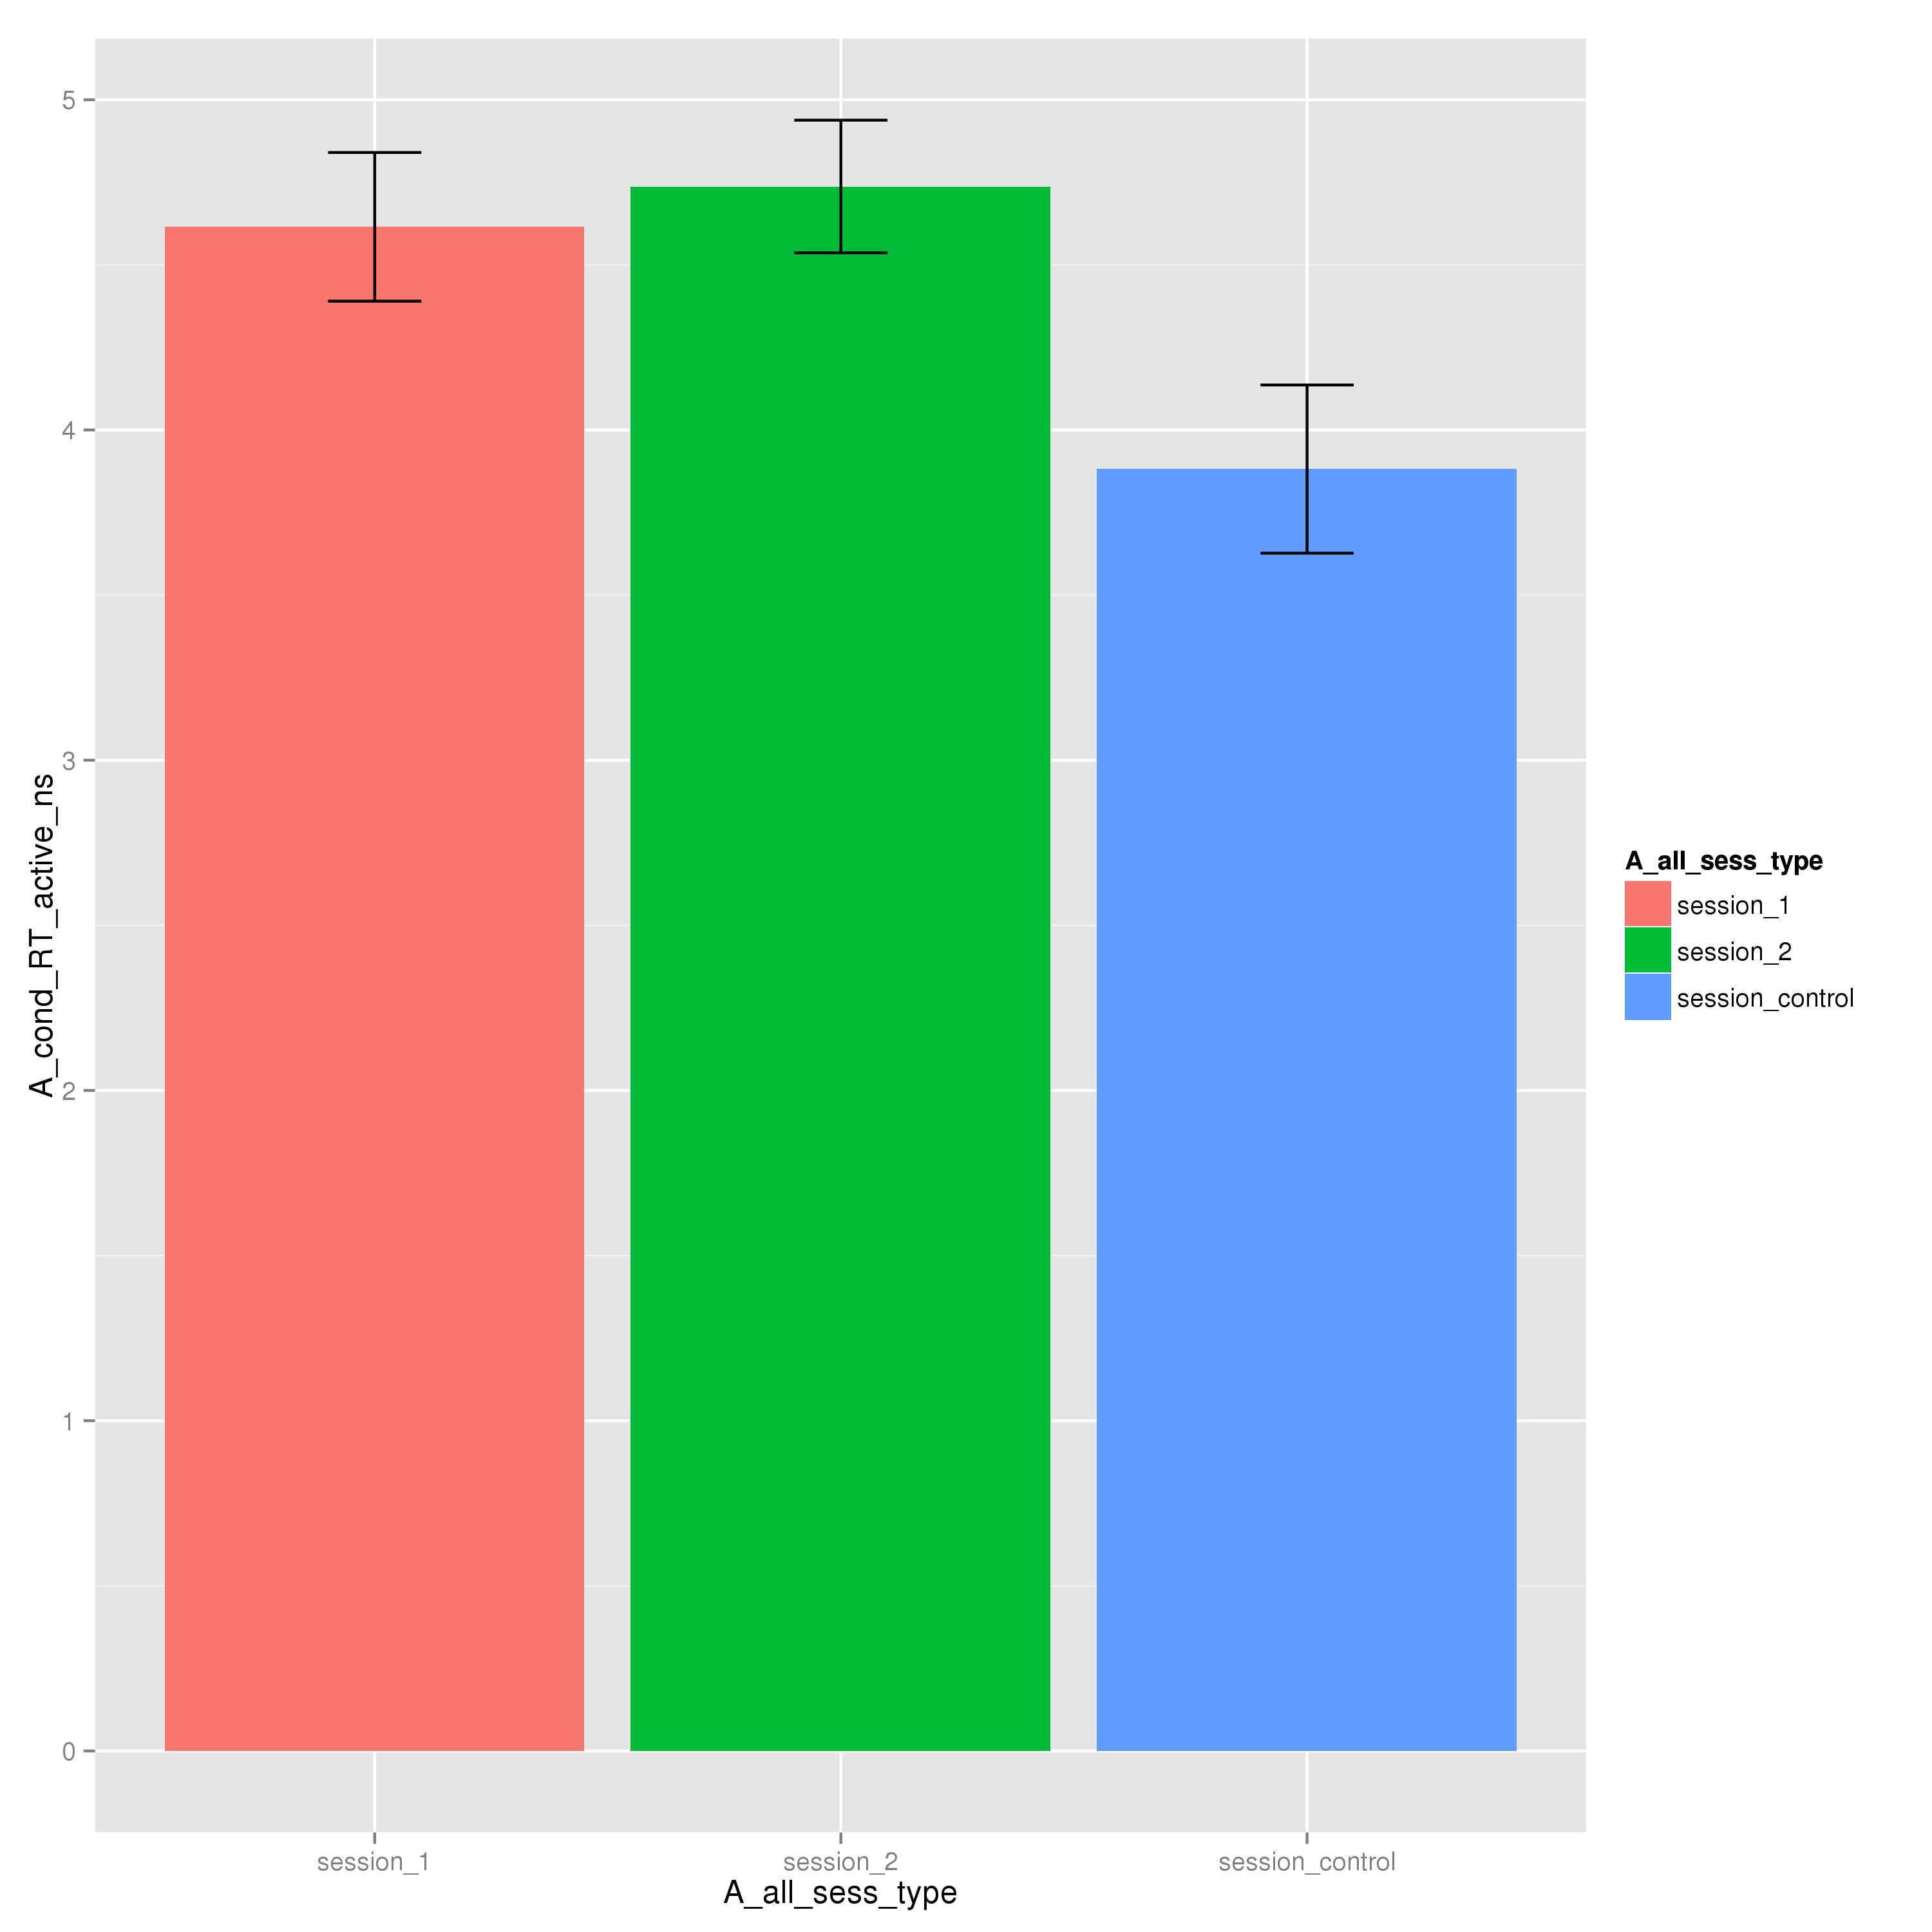 5
4
3
2
1
0
A_cond_RT_active_ns
session_1
session_2
session_control
A_all_sess_type
A_all_sess_type
session_1
session_2
session_control